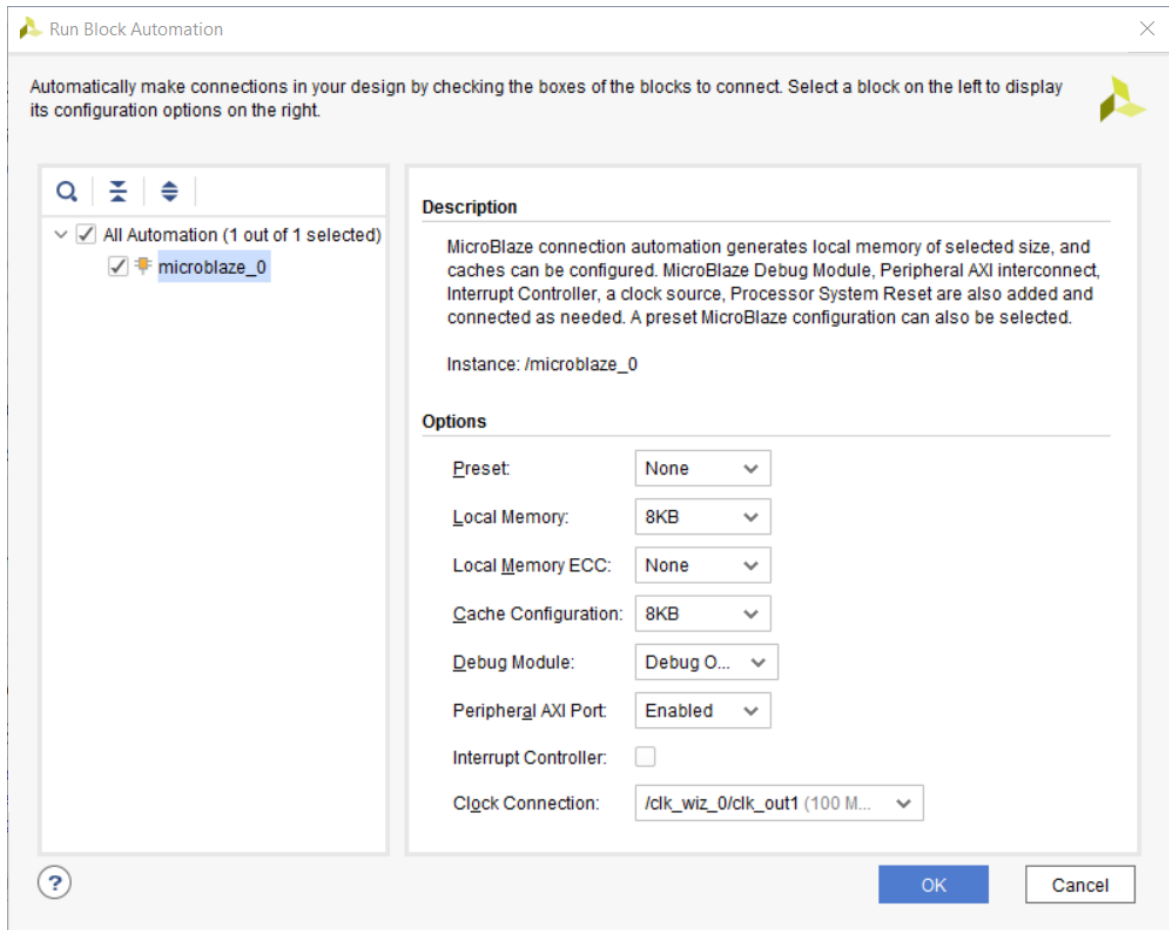 Run Block Automation
Automatically make connections in your design by checking the boxes of the blocks to connect. Select a block on the left to display
its configuration options on the right.
All Automation (1 out of 1 selected)
microblaze_0
Description
MicroBlaze connection automation generates local memory of selected size, and
caches can be configured. MicroBlaze Debug Module, Peripheral AXI interconnect,
Interrupt Controller, a clock source, Processor System Reset are also added and
connected as needed. A preset MicroBlaze configuration can also be selected.
Instance: /microblaze_0
Options
Preset: None
Local Memory: 8KB
Local Memory ECC: None
Cache Configuration: 8KB
Debug Module: Debug O...
Peripheral AXI Port: Enabled
Interrupt Controller:
Clock Connection: /clk_wiz_0/clk_out1 (100 M...
?
OK
Cancel